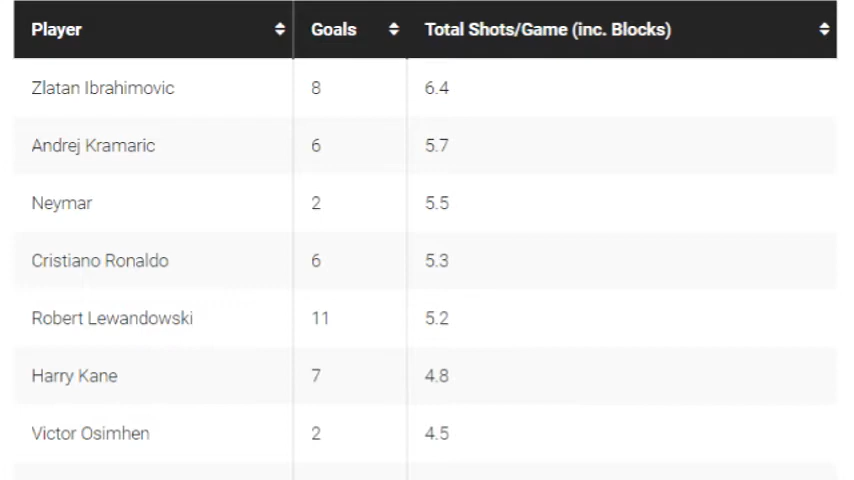 Player Goals Total Shots/Game (inc. Blocks)
Zlatan Ibrahimovic 8 6.4
Andrej Kramaric 6 5.7
Neymar 2 5.5
Cristiano Ronaldo 6 5.3
Robert Lewandowski 11 5.2
Harry Kane 7 4.8
Victor Osimhen 2 4.5